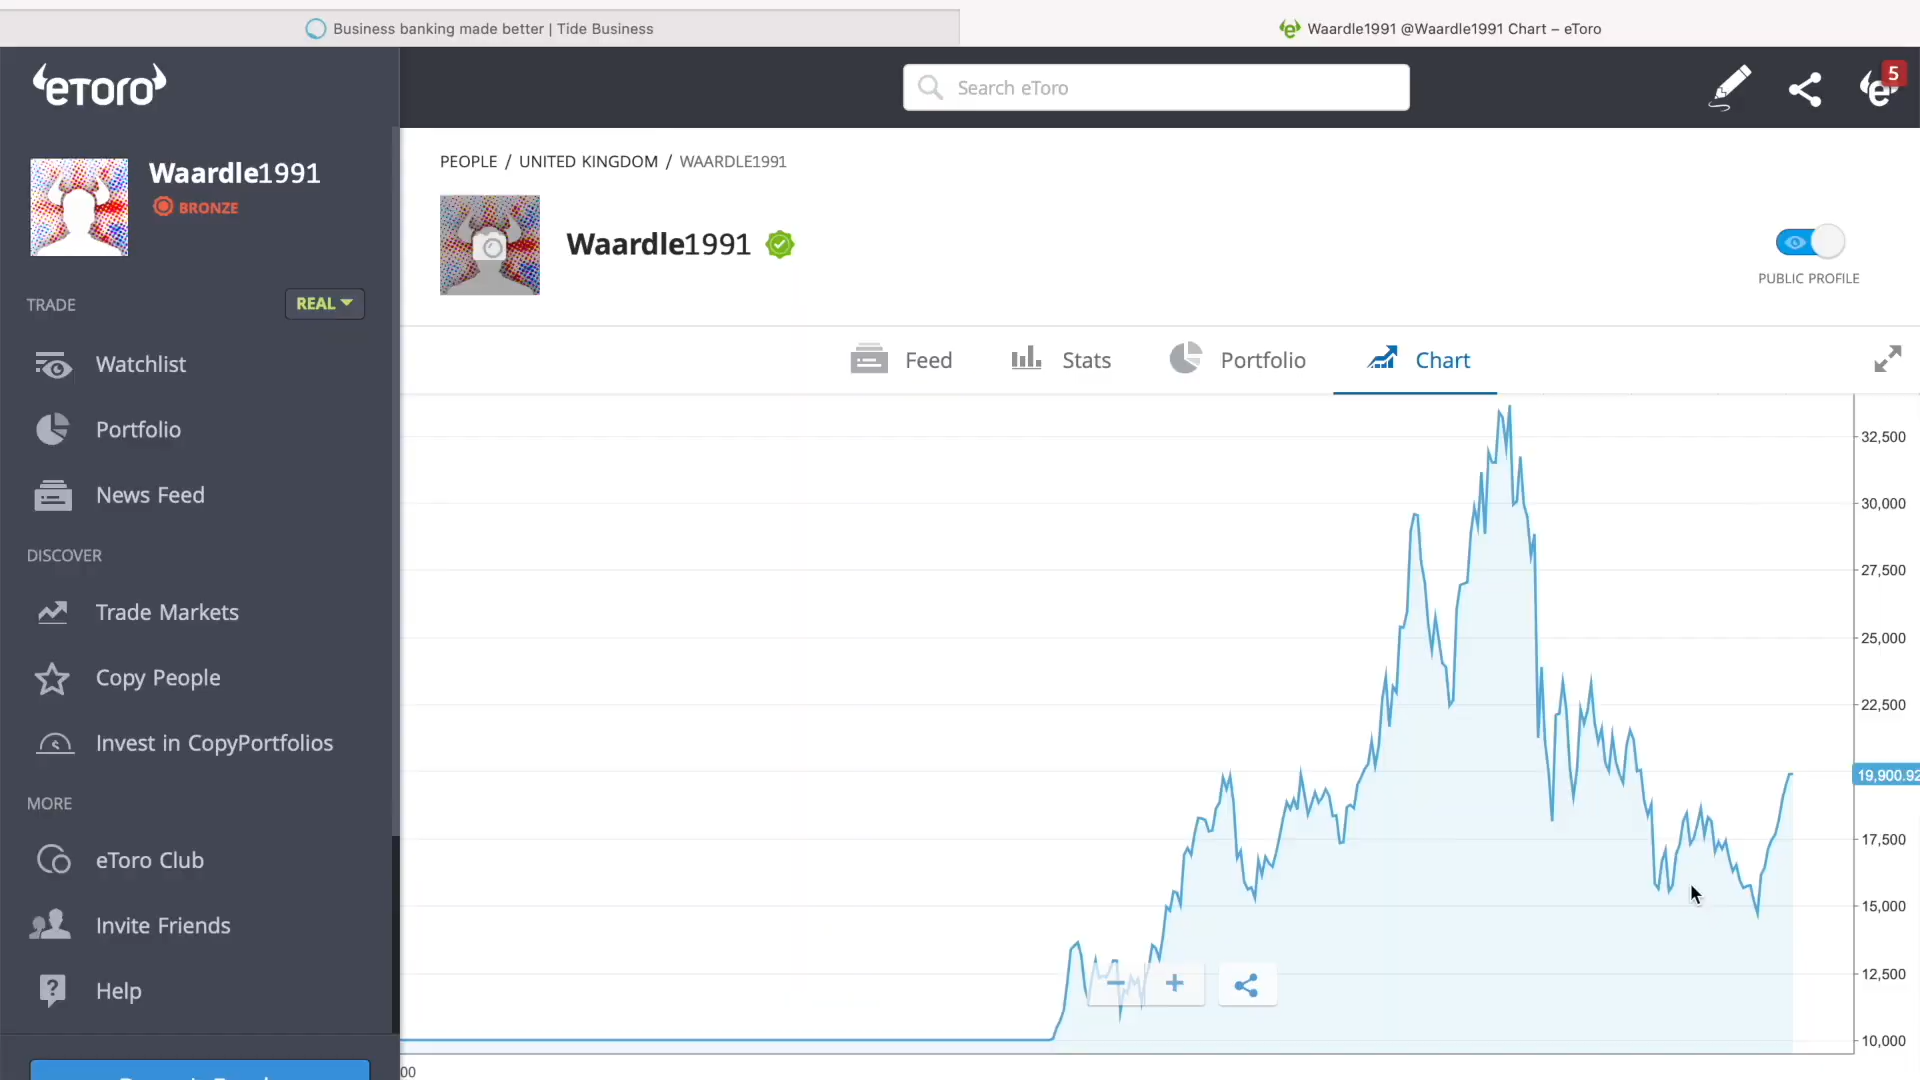 Business banking made better | Tide Business
Waardle1991 @Waardle1991 Chart – eToro
eTORO
Search eToro
5
Waardle1991
BRONZE
PEOPLE / UNITED KINGDOM / WAARDLE1991
Waardle1991
PUBLIC PROFILE
TRADE
REAL
Watchlist
Portfolio
News Feed
DISCOVER
Trade Markets
Copy People
Invest in CopyPortfolios
MORE
eToro Club
Invite Friends
Help
Feed
Stats
Portfolio
Chart
32,500
30,000
27,500
25,000
22,500
19,900.92
17,500
15,000
12,500
10,000
00